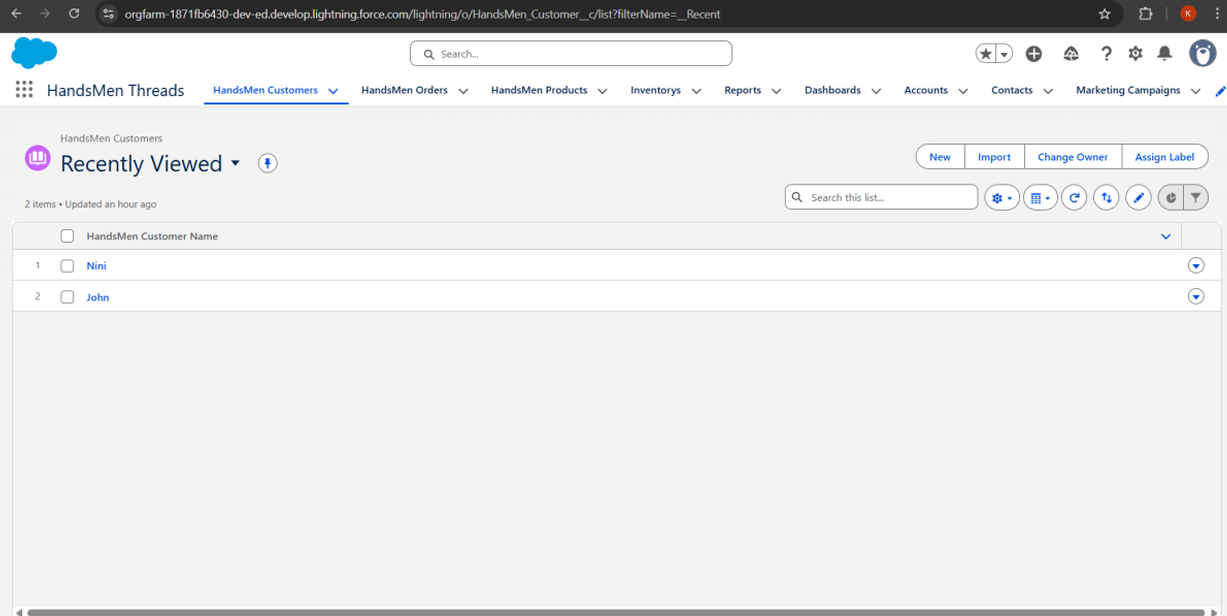 orgfarm-1871fb6430-dev-ed.develop.lightning.force.com/lightning/o/HandsMen_Customer__c/list?filterName=__Recent
K
Search...
HandsMen Threads
HandsMen Customers
HandsMen Orders
HandsMen Products
Inventorys
Reports
Dashboards
Accounts
Contacts
Marketing Campaigns
HandsMen Customers
Recently Viewed
New
Import
Change Owner
Assign Label
2 items • Updated an hour ago
Search this list...
HandsMen Customer Name
1
Nini
2
John